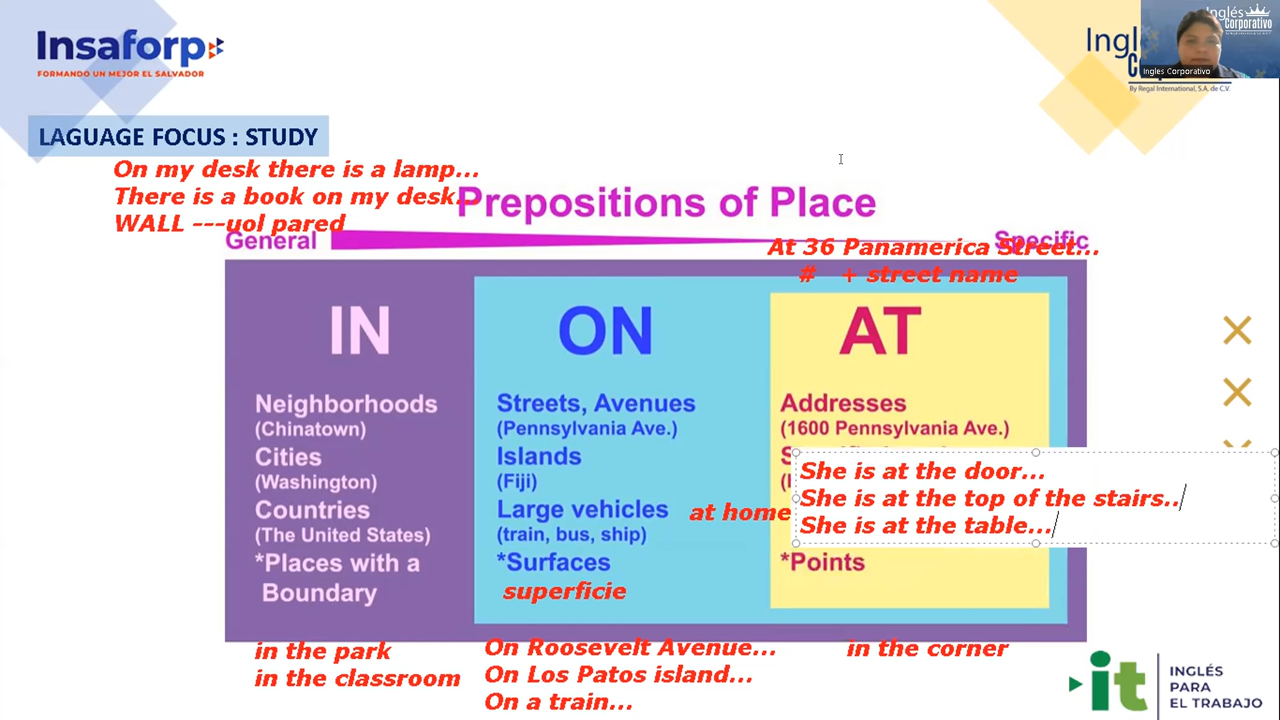 Insaforp
FORMANDO UN MEJOR EL SALVADOR
Inglés
Corporativo
Ingles Corporativo
By Regal International, S.A. de C.V.
LAGUAGE FOCUS : STUDY
On my desk there is a lamp...
There is a book on my desk...
WALL ---uol pared
Prepositions of Place
General
Specific
At 36 Panamerica Street...
# + street name
IN
Neighborhoods
(Chinatown)
Cities
(Washington)
Countries
(The United States)
*Places with a
Boundary
ON
Streets, Avenues
(Pennsylvania Ave.)
Islands
(Fiji)
Large vehicles
(train, bus, ship)
*Surfaces
superficie
AT
Addresses
(1600 Pennsylvania Ave.)
at home
She is at the door...
She is at the top of the stairs..
She is at the table...
*Points
in the park
in the classroom
On Roosevelt Avenue...
On Los Patos island...
On a train...
in the corner
it
INGLÉS
PARA
EL TRABAJO